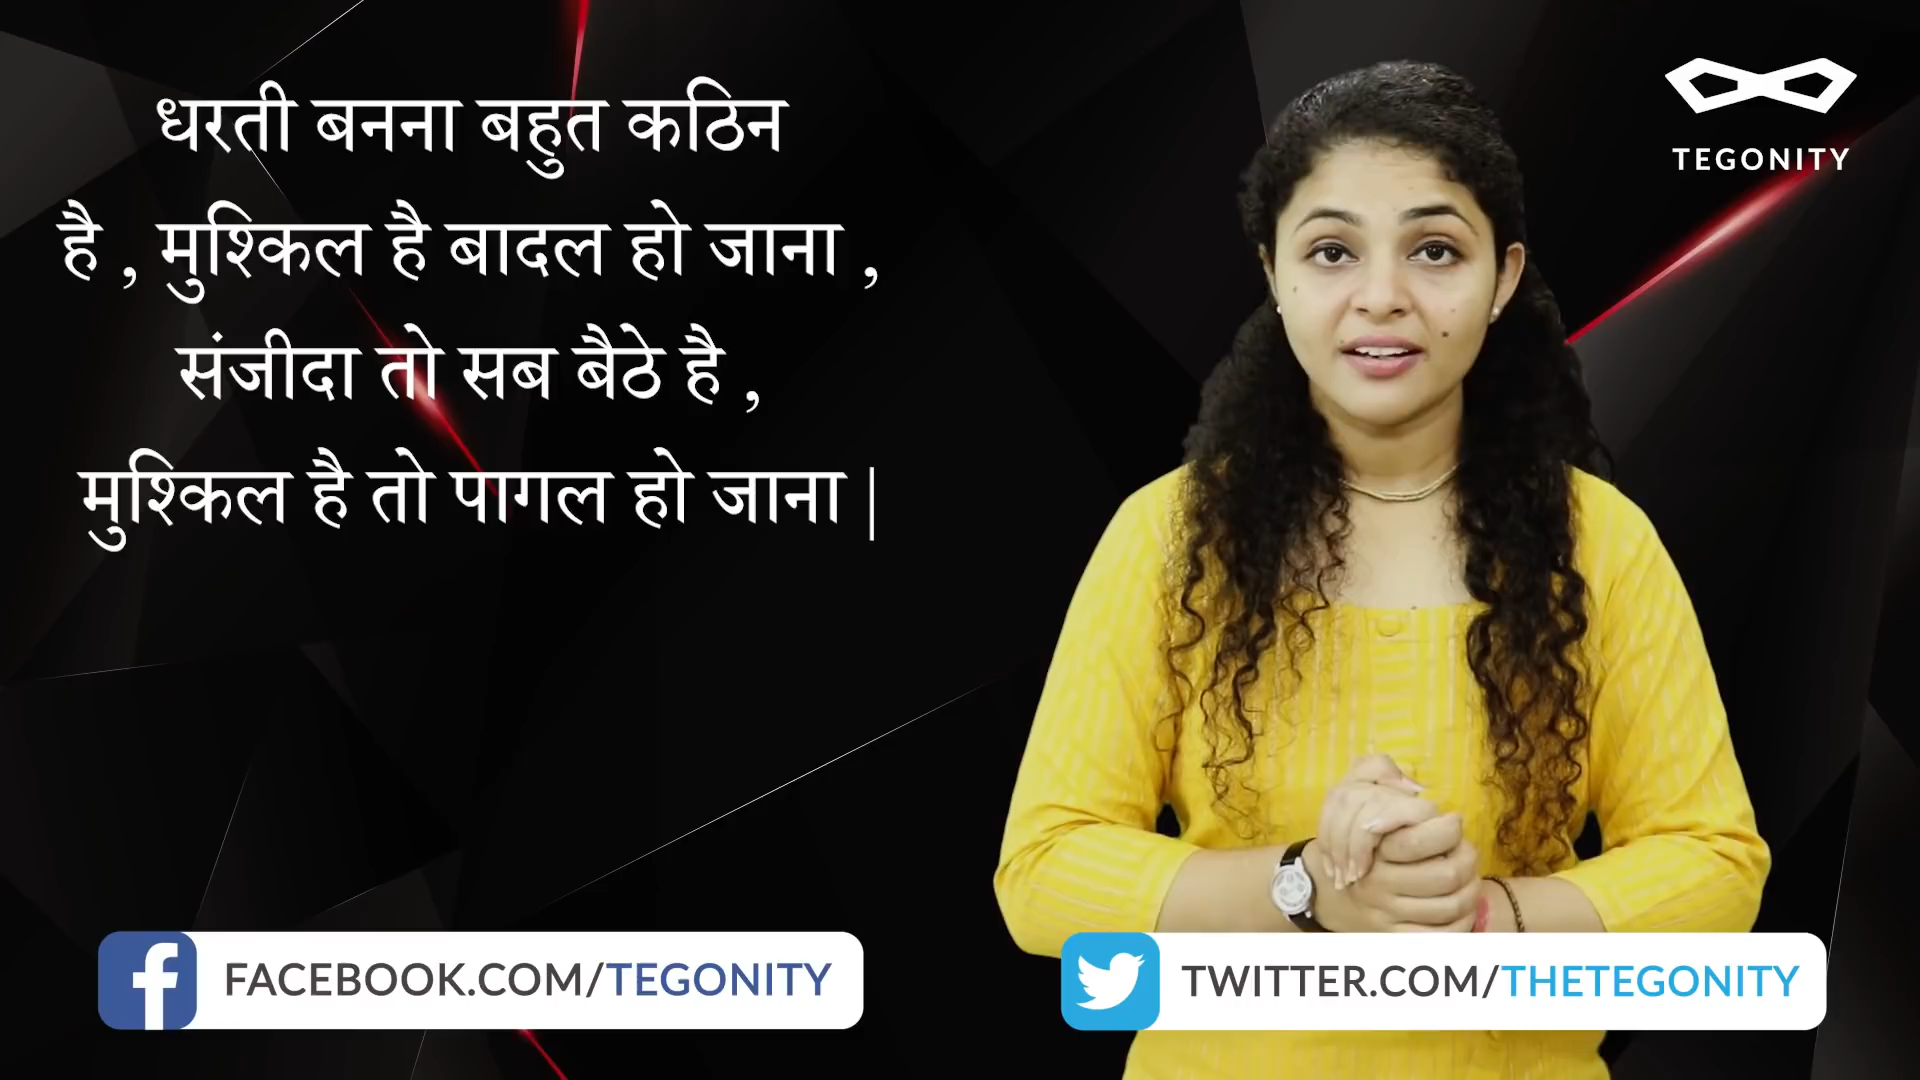 धरती बनना बहुत कठिन
है , मुश्किल है बादल हो जाना ,
संजीदा तो सब बैठे है ,
मुश्किल है तो पागल हो जाना |
TEGONITY
FACEBOOK.COM/TEGONITY
TWITTER.COM/THETEGONITY